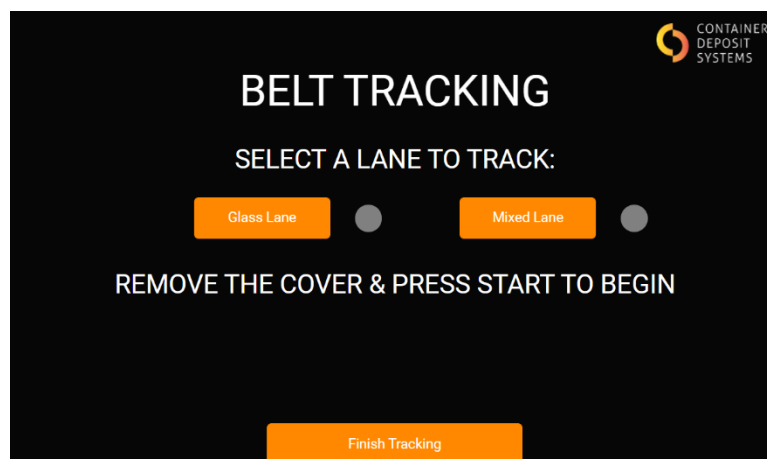 CONTAINER
DEPOSIT
SYSTEMS
BELT TRACKING
SELECT A LANE TO TRACK:
Glass Lane
Mixed Lane
REMOVE THE COVER & PRESS START TO BEGIN
Finish Tracking